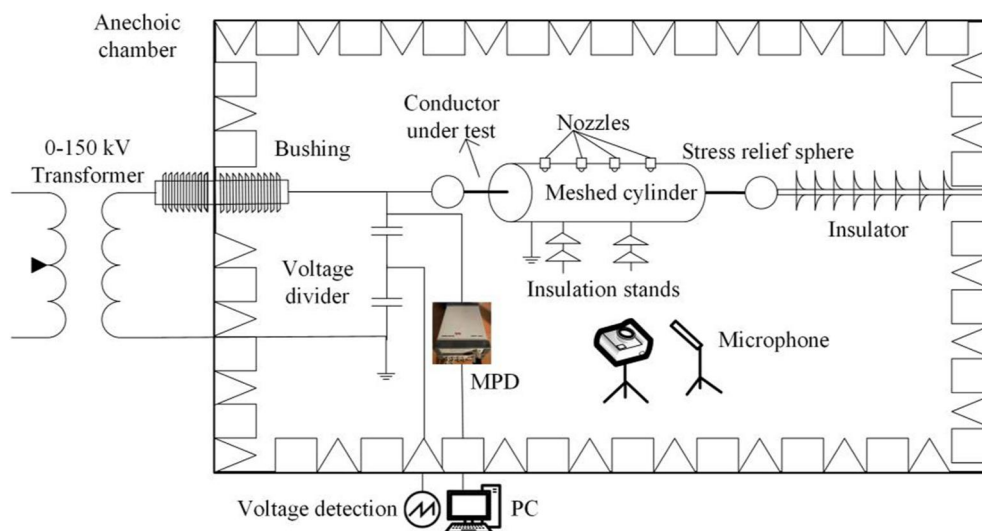 Anechoic
chamber
0-150 kV
Transformer
Bushing
Conductor
under test
Nozzles
Stress relief sphere
Meshed cylinder
Insulator
Voltage
divider
Insulation stands
Microphone
MPD
Voltage detection
PC